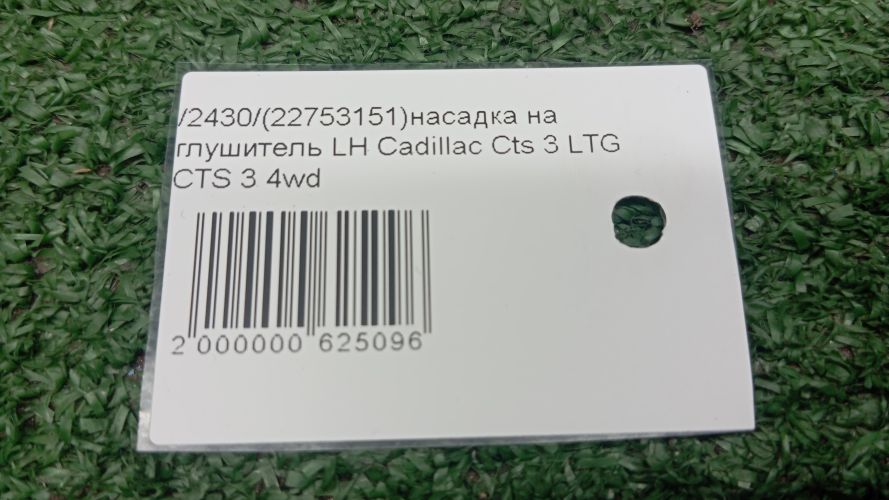 /2430/(22753151)насадка на
глушитель LH Cadillac Cts 3 LTG
CTS 3 4wd
2 000000 625096